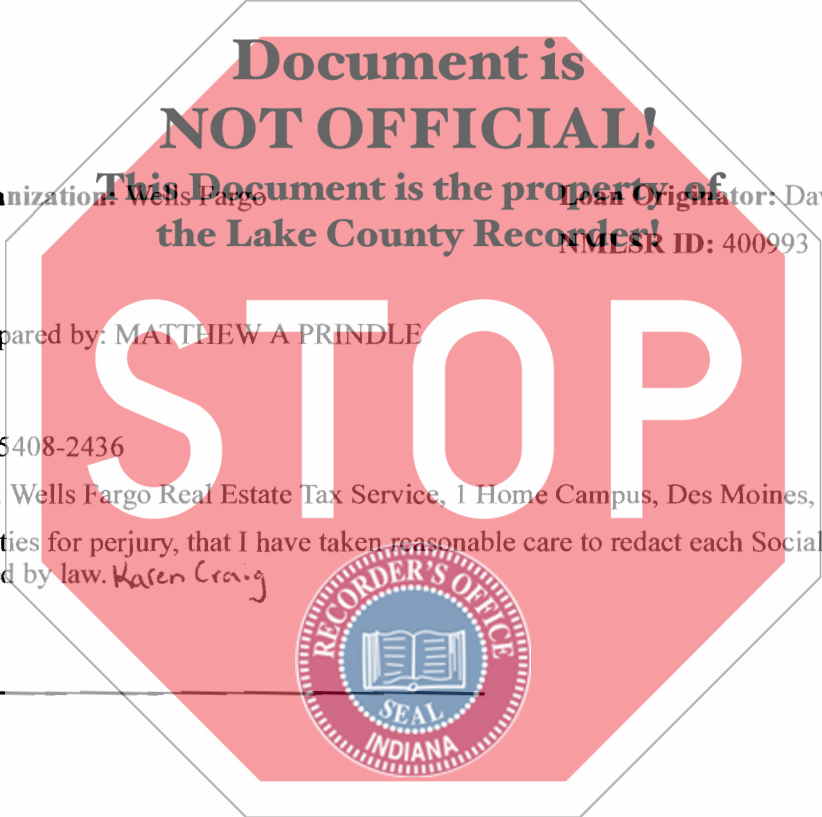 Document is
NOT OFFICIAL!
This Document is the property of
the Lake County Recorder!
nization: Wells Fargo
Loan Originator: Dav
NMLSR ID: 400993
pared by: MATTHEW A PRINDLE
STOP
5408-2436
: Wells Fargo Real Estate Tax Service, 1 Home Campus, Des Moines,
ties for perjury, that I have taken reasonable care to redact each Social
d by law. Karen Craig
RECORDER'S OFFICE
SEAL
INDIANA